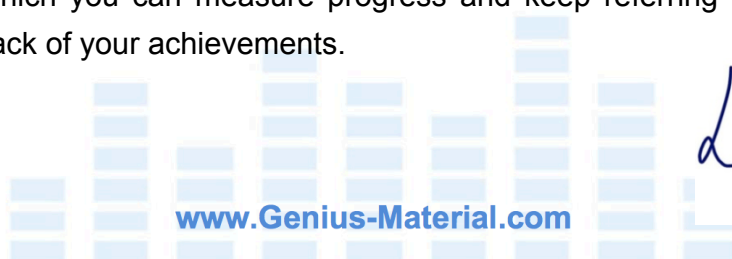 which you can measure progress and keep referring
ack of your achievements.
www.Genius-Material.com